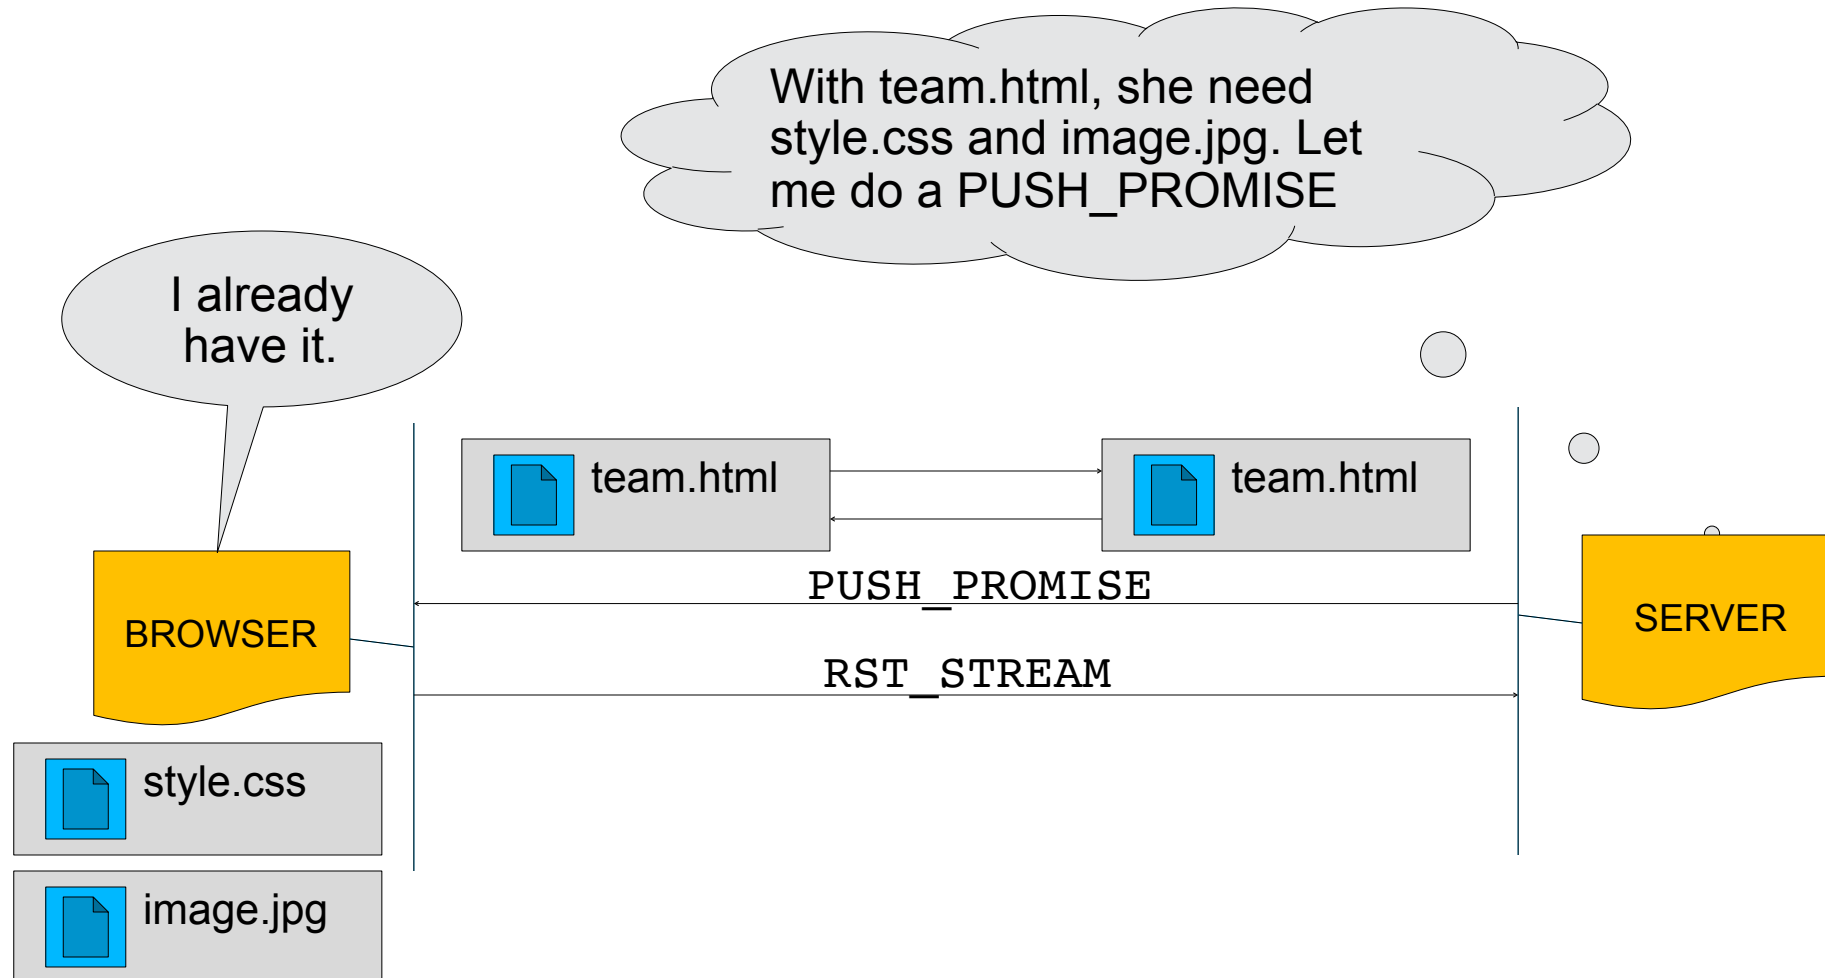 With team.html, she need
style.css and image.jpg. Let
me do a PUSH_PROMISE
I already
have it.
team.html
team.html
PUSH_PROMISE
BROWSER
SERVER
RST_STREAM
style.css
image.jpg